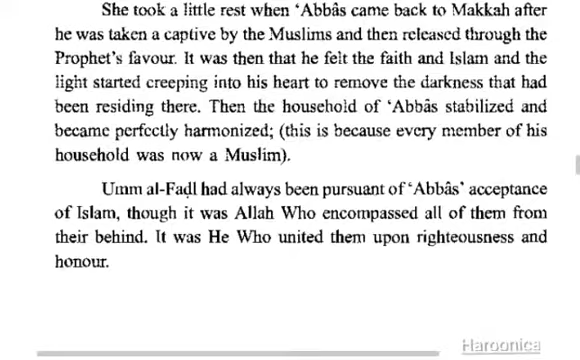 She took a little rest when ‘Abbâs came back to Makkah after
he was taken a captive by the Muslims and then released through the
Prophet's favour. It was then that he felt the faith and Islam and the
light started creeping into his heart to remove the darkness that had
been residing there. Then the household of ‘Abbâs stabilized and
became perfectly harmonized; (this is because every member of his
household was now a Muslim).
Umm al-Faḍl had always been pursuant of ‘Abbâs’ acceptance
of Islam, though it was Allah Who encompassed all of them from
their behind. It was He Who united them upon righteousness and
honour.
Haroonica